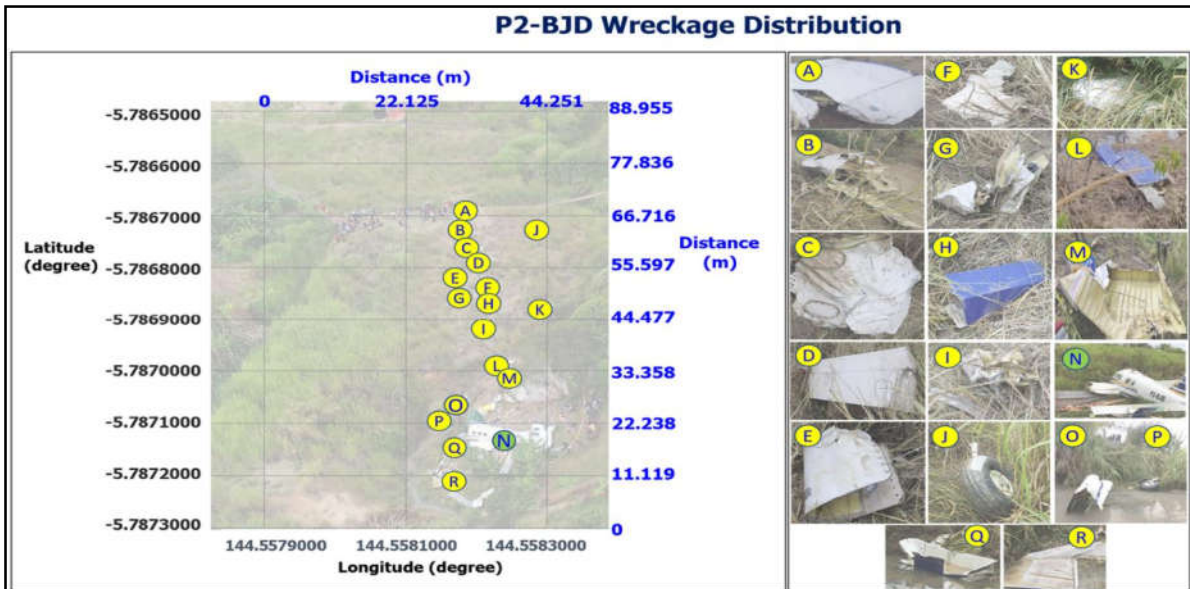 P2-BJD Wreckage Distribution
Distance (m)
0 22.125 44.251
-5.7865000 88.955
-5.7866000 77.836
-5.7867000 66.716
Latitude
(degree)
Distance
(m)
-5.7868000 55.597
-5.7869000 44.477
-5.7870000 33.358
-5.7871000 22.238
-5.7872000 11.119
-5.7873000 0
144.5579000 144.5581000 144.5583000
Longitude (degree)
A
B
J
C
D
E
F
G
H
K
I
L
M
O
P
N
Q
R
A F K
B G L
C H M
D I N
E J O P
Q R